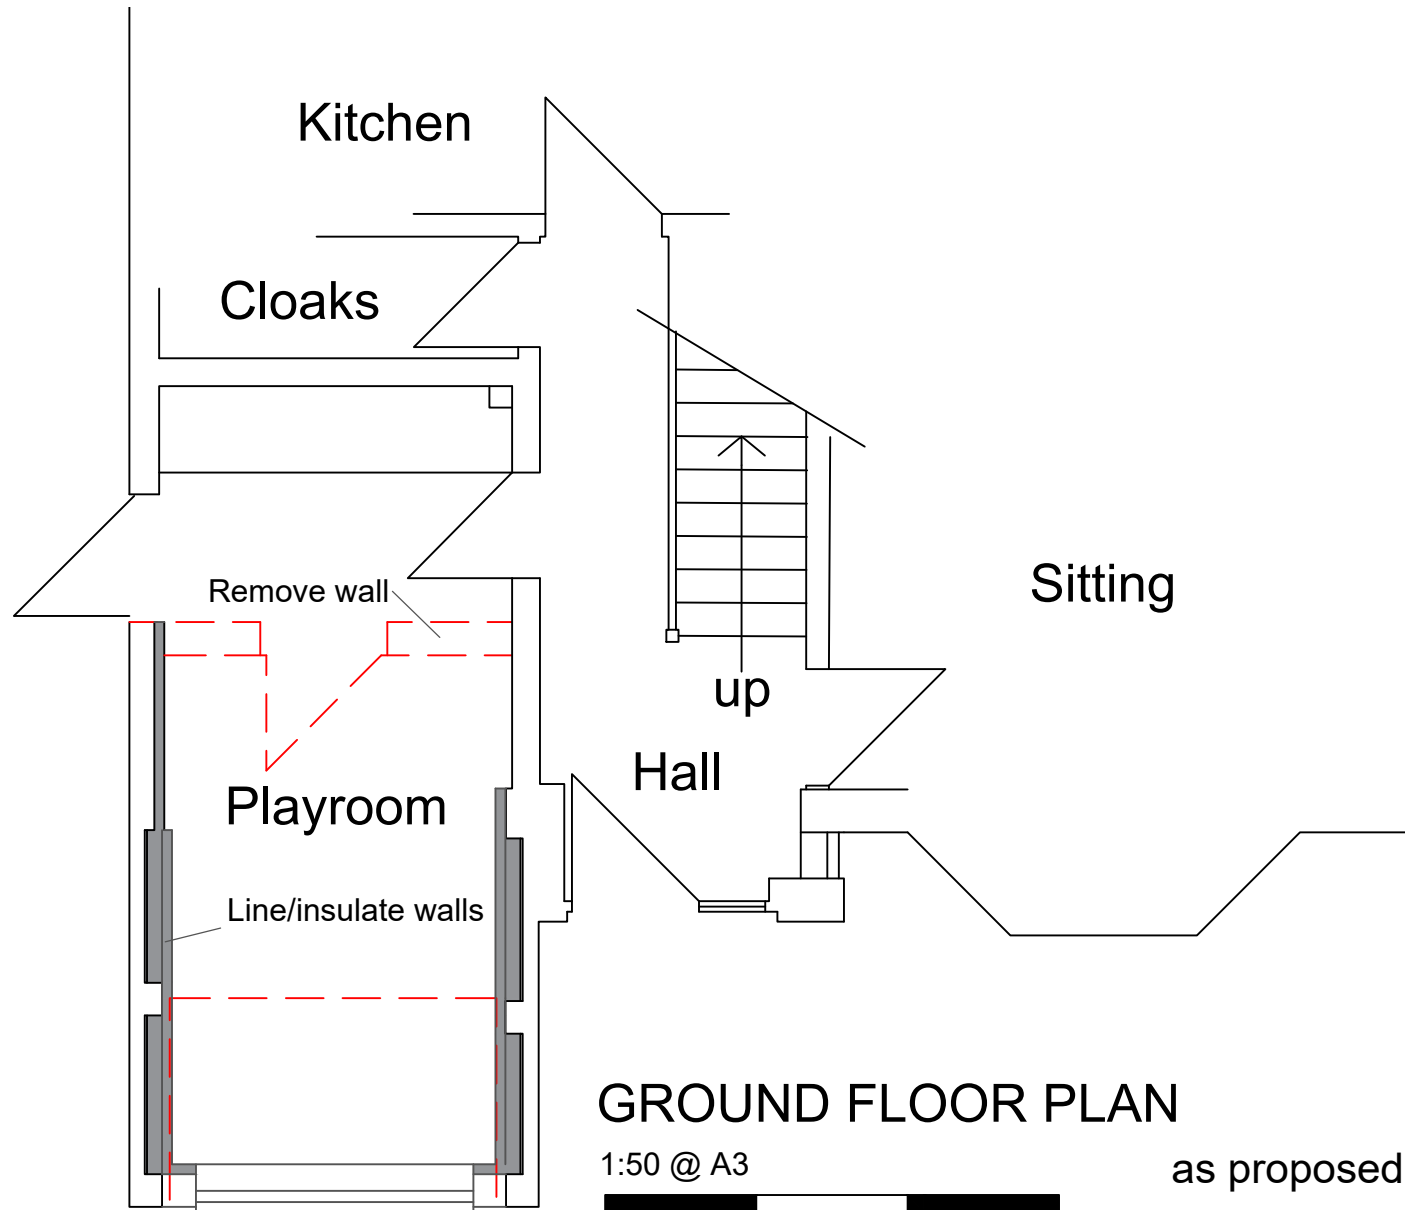 Kitchen
Cloaks
Remove wall
Sitting
up
Hall
Playroom
Line/insulate walls
GROUND FLOOR PLAN
1:50 @ A3
as proposed